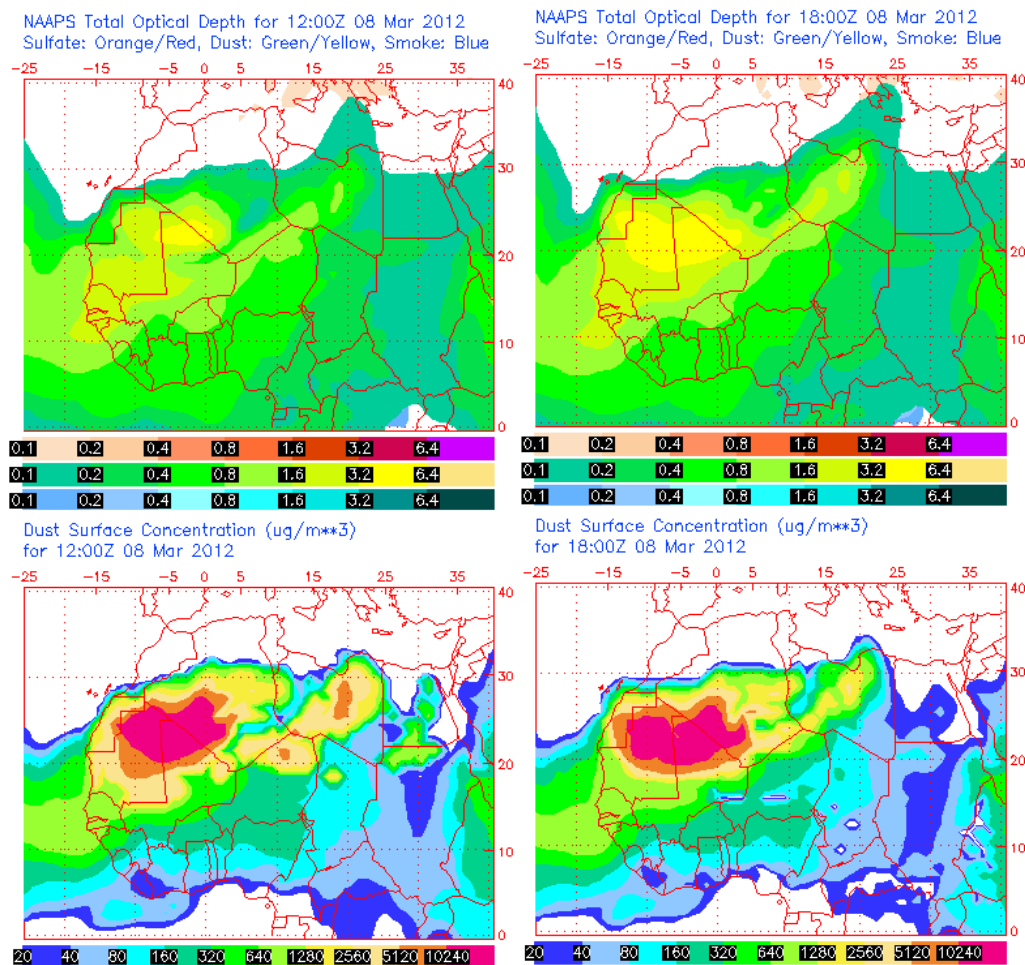 NAAPS Total Optical Depth for 12:00Z 08 Mar 2012
Sulfate: Orange/Red, Dust: Green/Yellow, Smoke: Blue
-25 -15 -5 0 5 15 25 35
40
30
20
10
0
0.1 0.2 0.4 0.8 1.6 3.2 6.4
0.1 0.2 0.4 0.8 1.6 3.2 6.4
0.1 0.2 0.4 0.8 1.6 3.2 6.4
NAAPS Total Optical Depth for 18:00Z 08 Mar 2012
Sulfate: Orange/Red, Dust: Green/Yellow, Smoke: Blue
-25 -15 -5 0 5 15 25 35
40
30
20
10
0
0.1 0.2 0.4 0.8 1.6 3.2 6.4
0.1 0.2 0.4 0.8 1.6 3.2 6.4
0.1 0.2 0.4 0.8 1.6 3.2 6.4
Dust Surface Concentration (ug/m**3)
for 12:00Z 08 Mar 2012
-25 -15 -5 0 5 15 25 35
40
30
20
10
0
20 40 80 160 320 640 1280 2560 5120 10240
Dust Surface Concentration (ug/m**3)
for 18:00Z 08 Mar 2012
-25 -15 -5 0 5 15 25 35
40
30
20
10
0
20 40 80 160 320 640 1280 2560 5120 10240